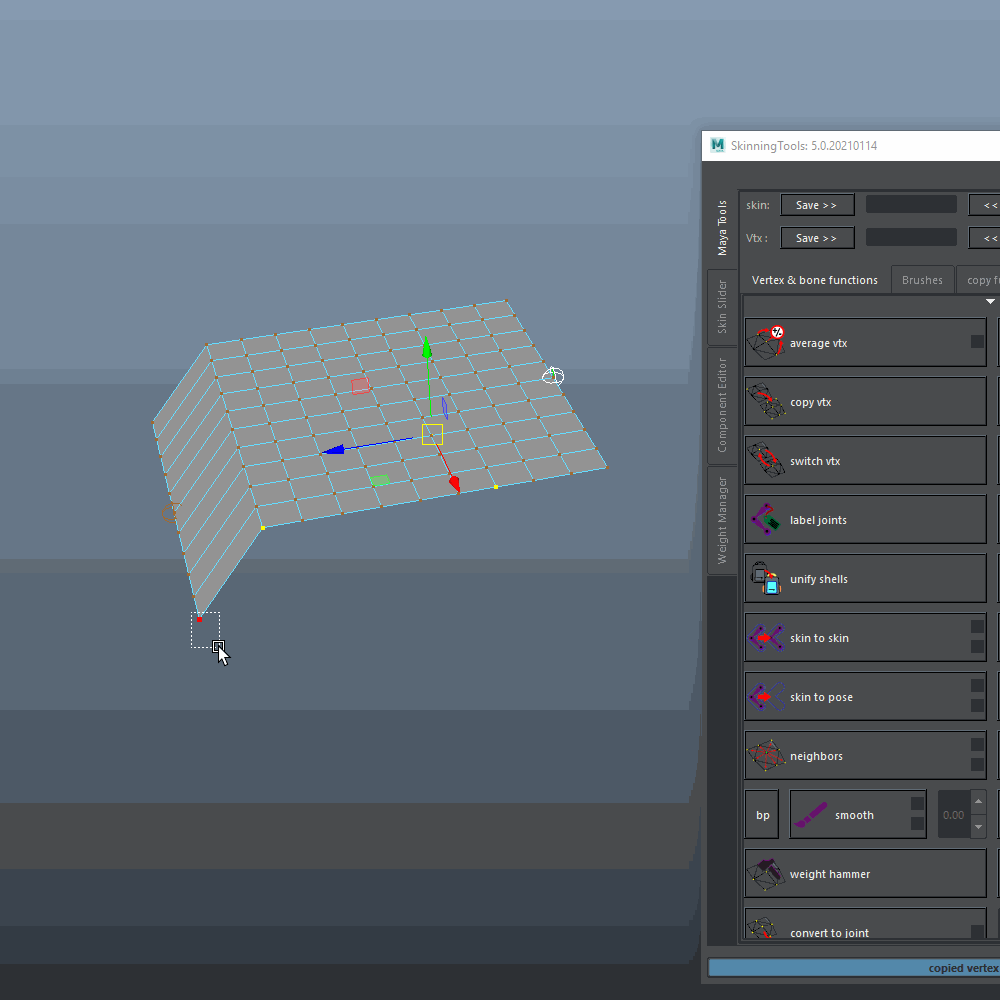 M SkinningTools: 5.0.20210114
Maya Tools
Skin Slider
Component Editor
Weight Manager
skin: Save >> <<
Vtx : Save >> <<
Vertex & bone functions Brushes copy f
average vtx
copy vtx
switch vtx
label joints
unify shells
skin to skin
skin to pose
neighbors
bp smooth 0.00
weight hammer
convert to joint
copied vertex